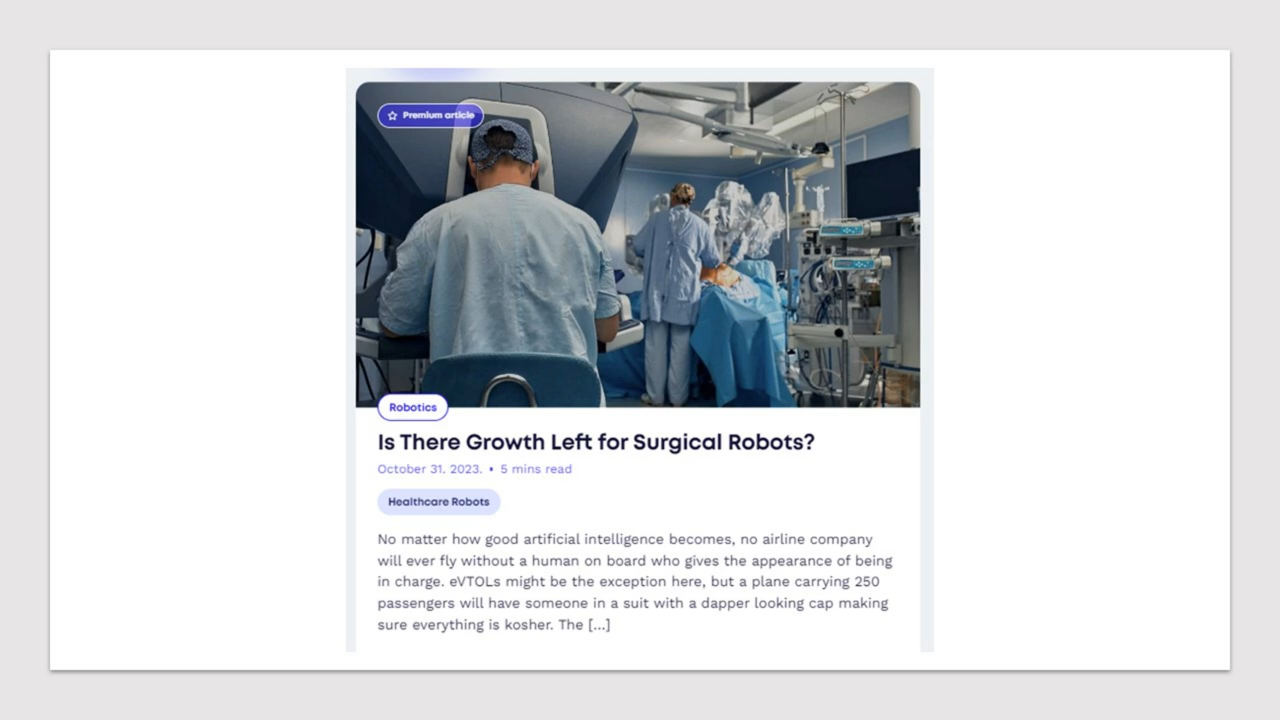 Premium article
Robotics
Is There Growth Left for Surgical Robots?
October 31. 2023. • 5 mins read
Healthcare Robots
No matter how good artificial intelligence becomes, no airline company
will ever fly without a human on board who gives the appearance of being
in charge. eVTOLs might be the exception here, but a plane carrying 250
passengers will have someone in a suit with a dapper looking cap making
sure everything is kosher. The [...]